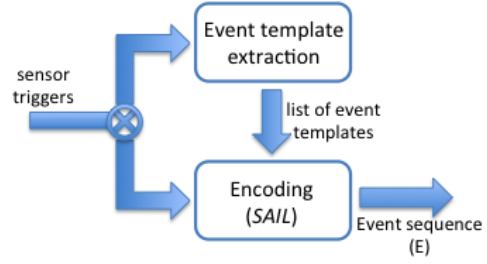 Event template
extraction
sensor
triggers
list of event
templates
Encoding
(SAIL)
Event sequence
(E)